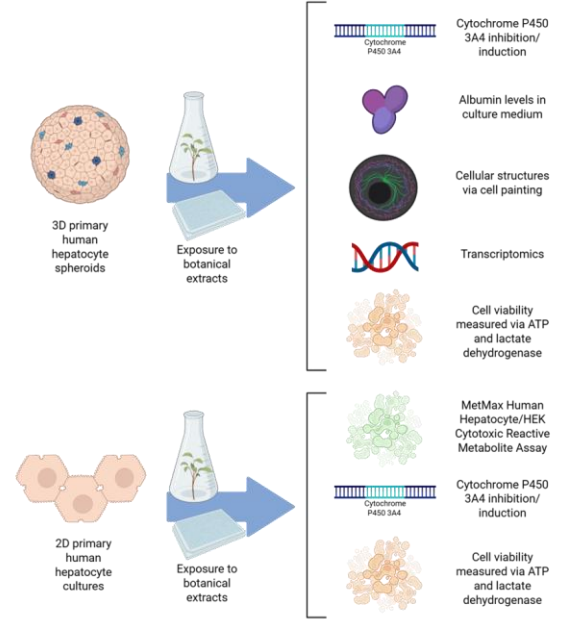 Cytochrome P450
3A4 inhibition/
induction
Cytochrome
P450 3A4
Albumin levels in
culture medium
Cellular structures
via cell painting
3D primary
human
hepatocyte
spheroids
Exposure to
botanical
extracts
Transcriptomics
Cell viability
measured via ATP
and lactate
dehydrogenase
MetMax Human
Hepatocyte/HEK
Cytotoxic Reactive
Metabolite Assay
Cytochrome P450
3A4 inhibition/
induction
Cytochrome
P450 3A4
2D primary
human
hepatocyte
cultures
Exposure to
botanical
extracts
Cell viability
measured via ATP
and lactate
dehydrogenase